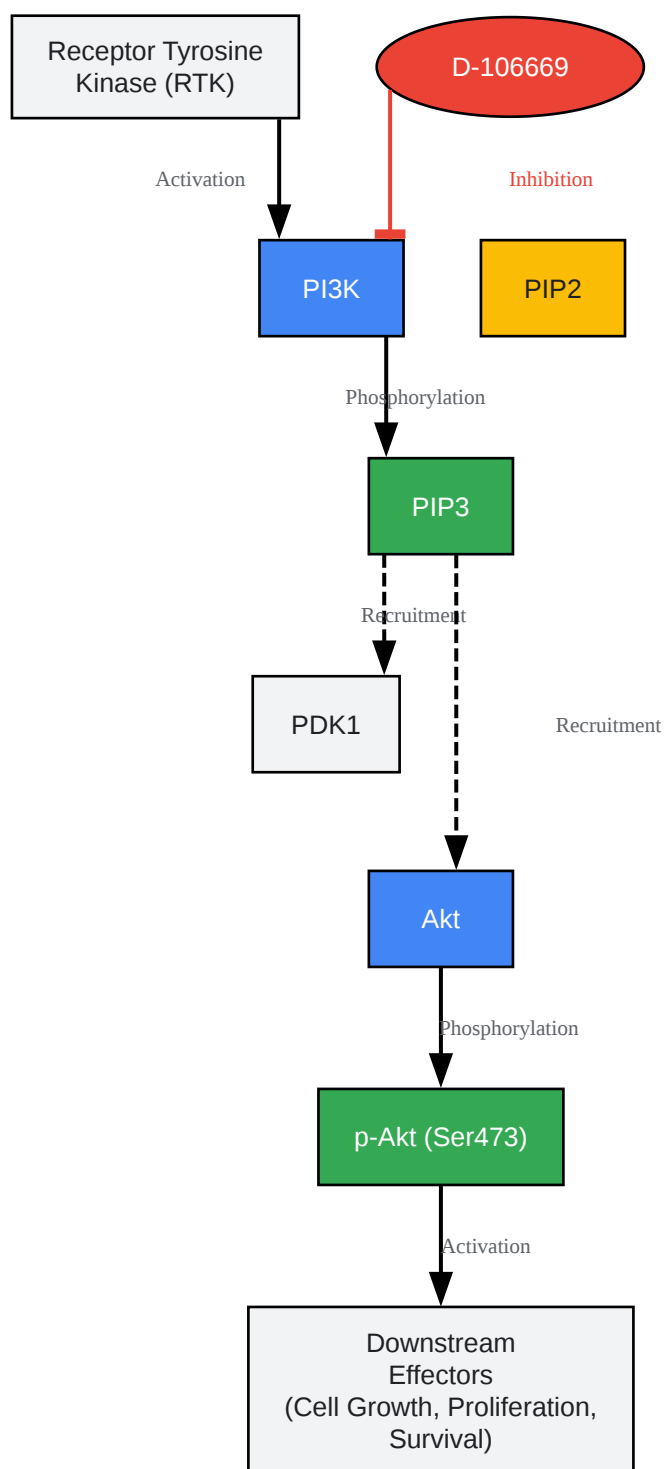 Receptor Tyrosine
Kinase (RTK)
D-106669
Activation
Inhibition
PI3K
PIP2
Phosphorylation
PIP3
Recruitment
PDK1
Recruitment
Akt
Phosphorylation
p-Akt (Ser473)
Activation
Downstream
Effectors
(Cell Growth, Proliferation,
Survival)